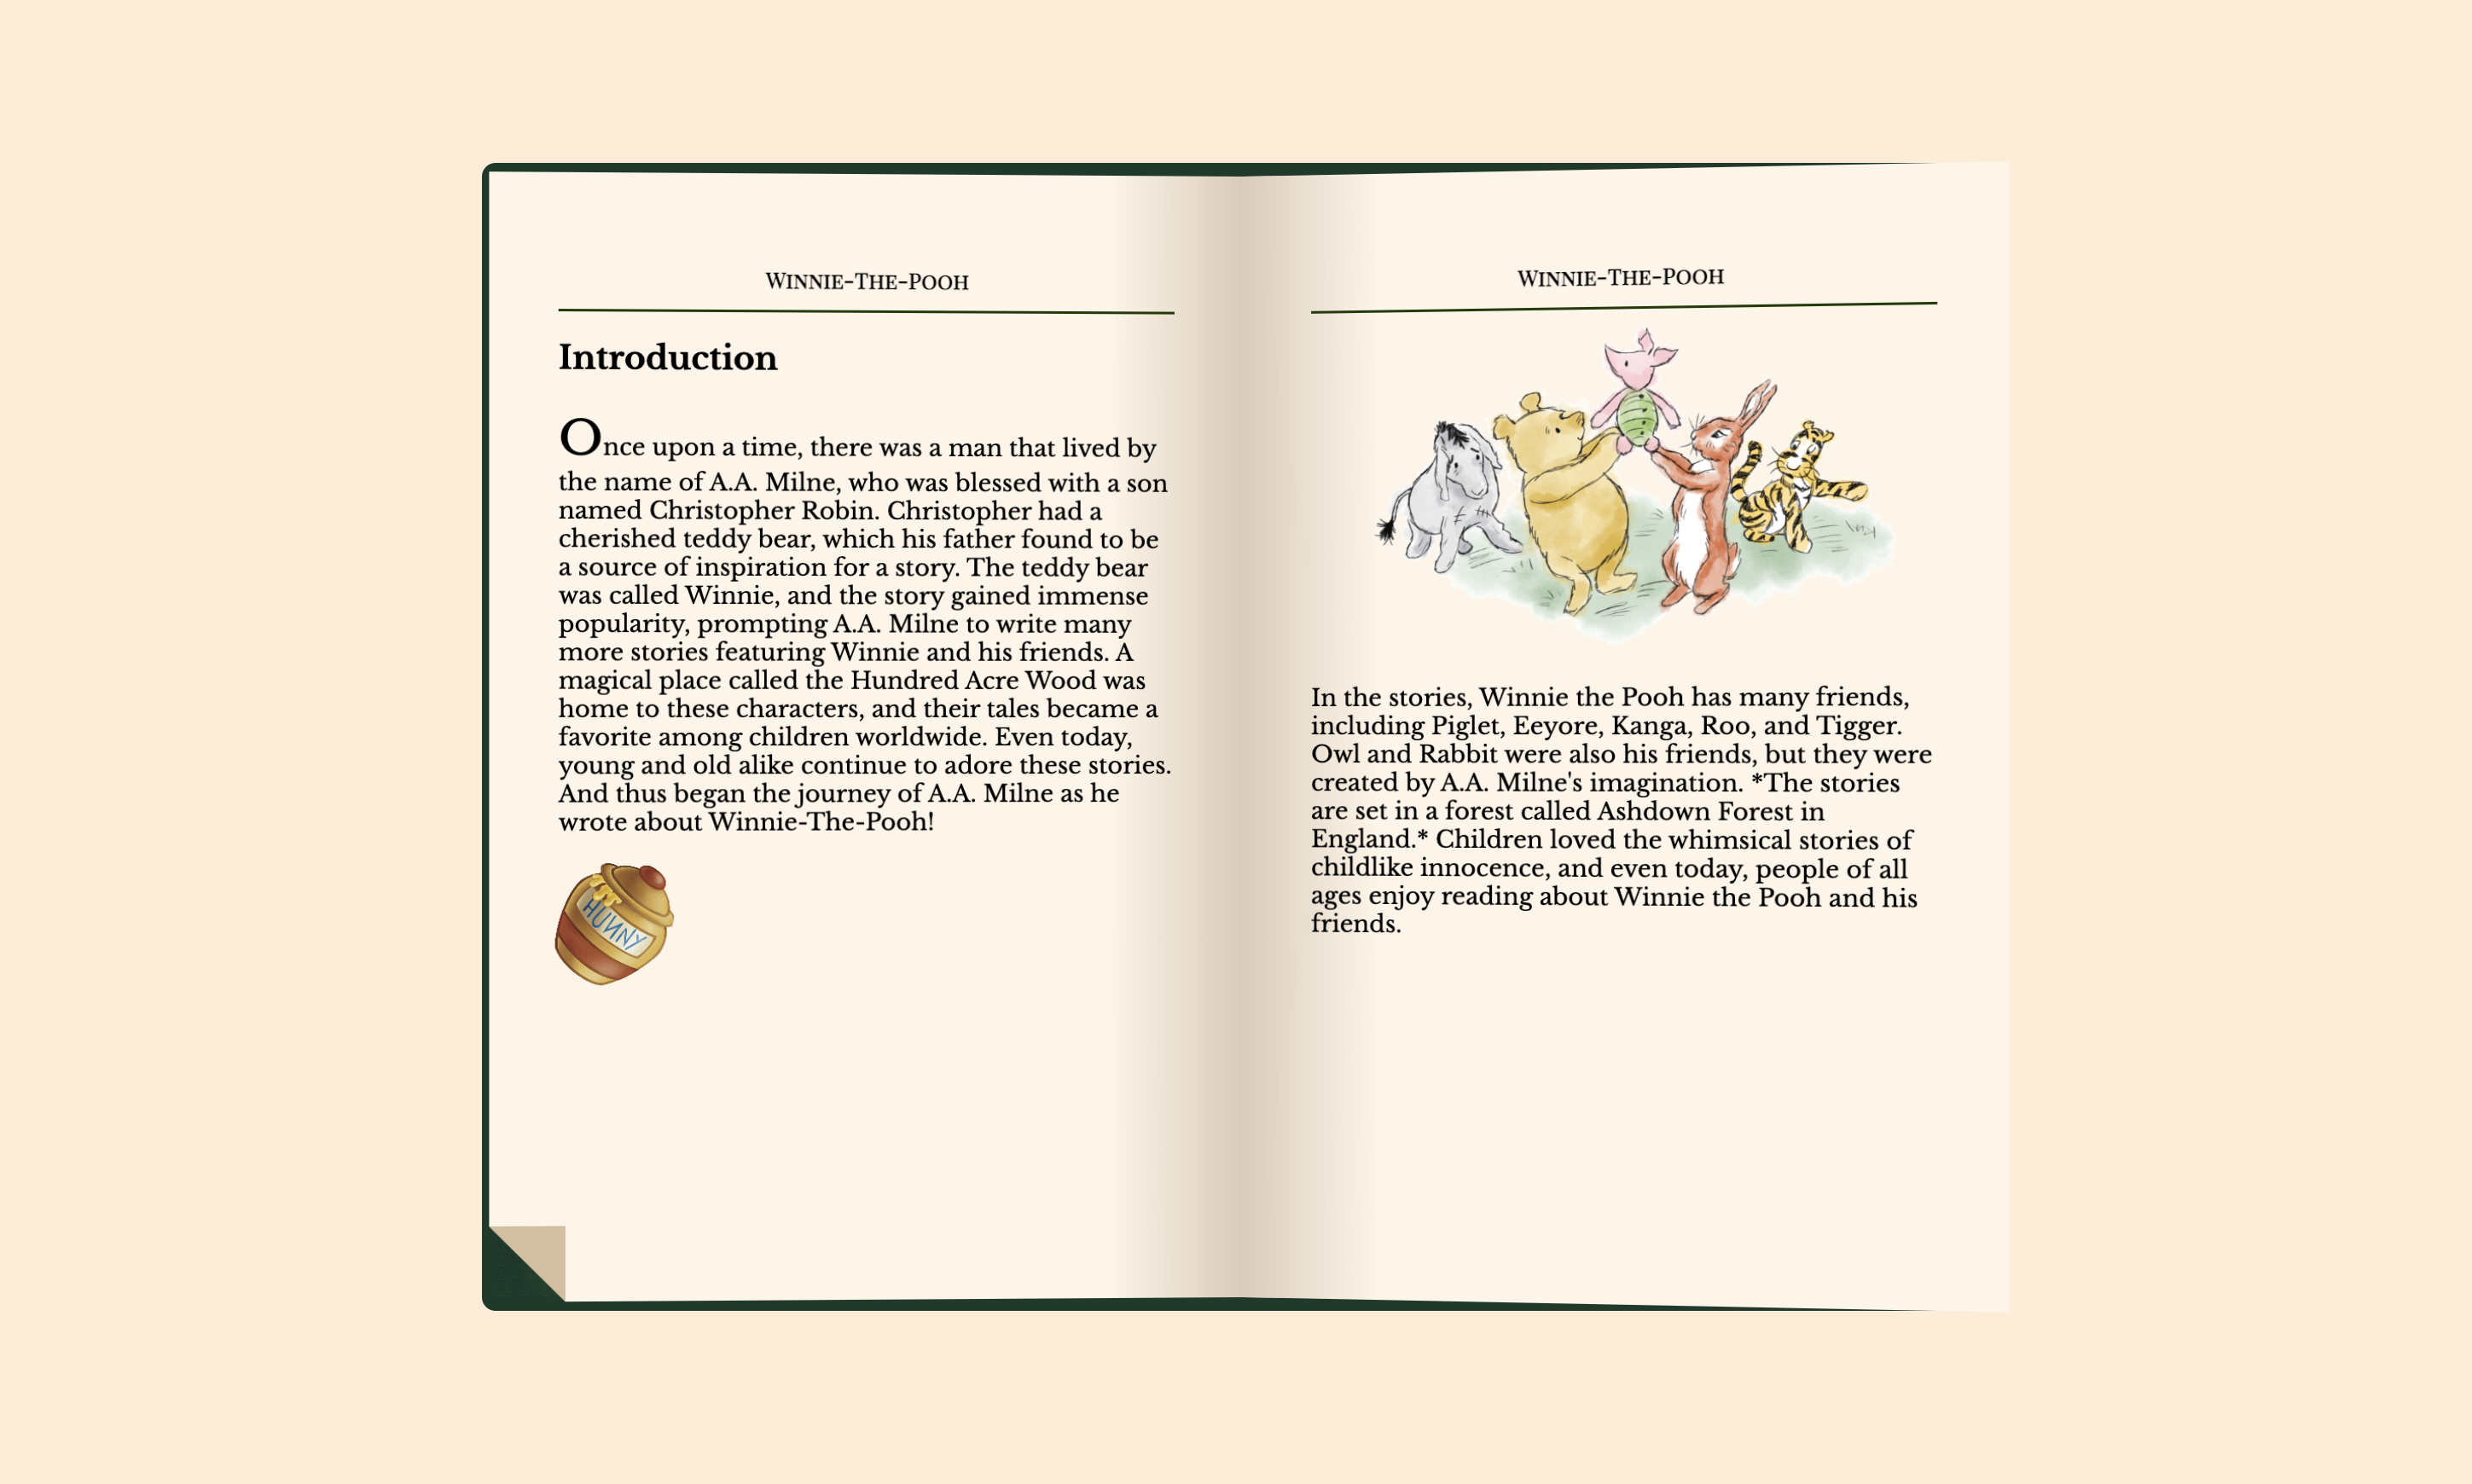 WINNIE-THE-POOH
Introduction
Once upon a time, there was a man that lived by
the name of A.A. Milne, who was blessed with a son
named Christopher Robin. Christopher had a
cherished teddy bear, which his father found to be
a source of inspiration for a story. The teddy bear
was called Winnie, and the story gained immense
popularity, prompting A.A. Milne to write many
more stories featuring Winnie and his friends. A
magical place called the Hundred Acre Wood was
home to these characters, and their tales became a
favorite among children worldwide. Even today,
young and old alike continue to adore these stories.
And thus began the journey of A.A. Milne as he
wrote about Winnie-The-Pooh!
HUNNY
WINNIE-THE-POOH
In the stories, Winnie the Pooh has many friends,
including Piglet, Eeyore, Kanga, Roo, and Tigger.
Owl and Rabbit were also his friends, but they were
created by A.A. Milne's imagination. *The stories
are set in a forest called Ashdown Forest in
England.* Children loved the whimsical stories of
childlike innocence, and even today, people of all
ages enjoy reading about Winnie the Pooh and his
friends.